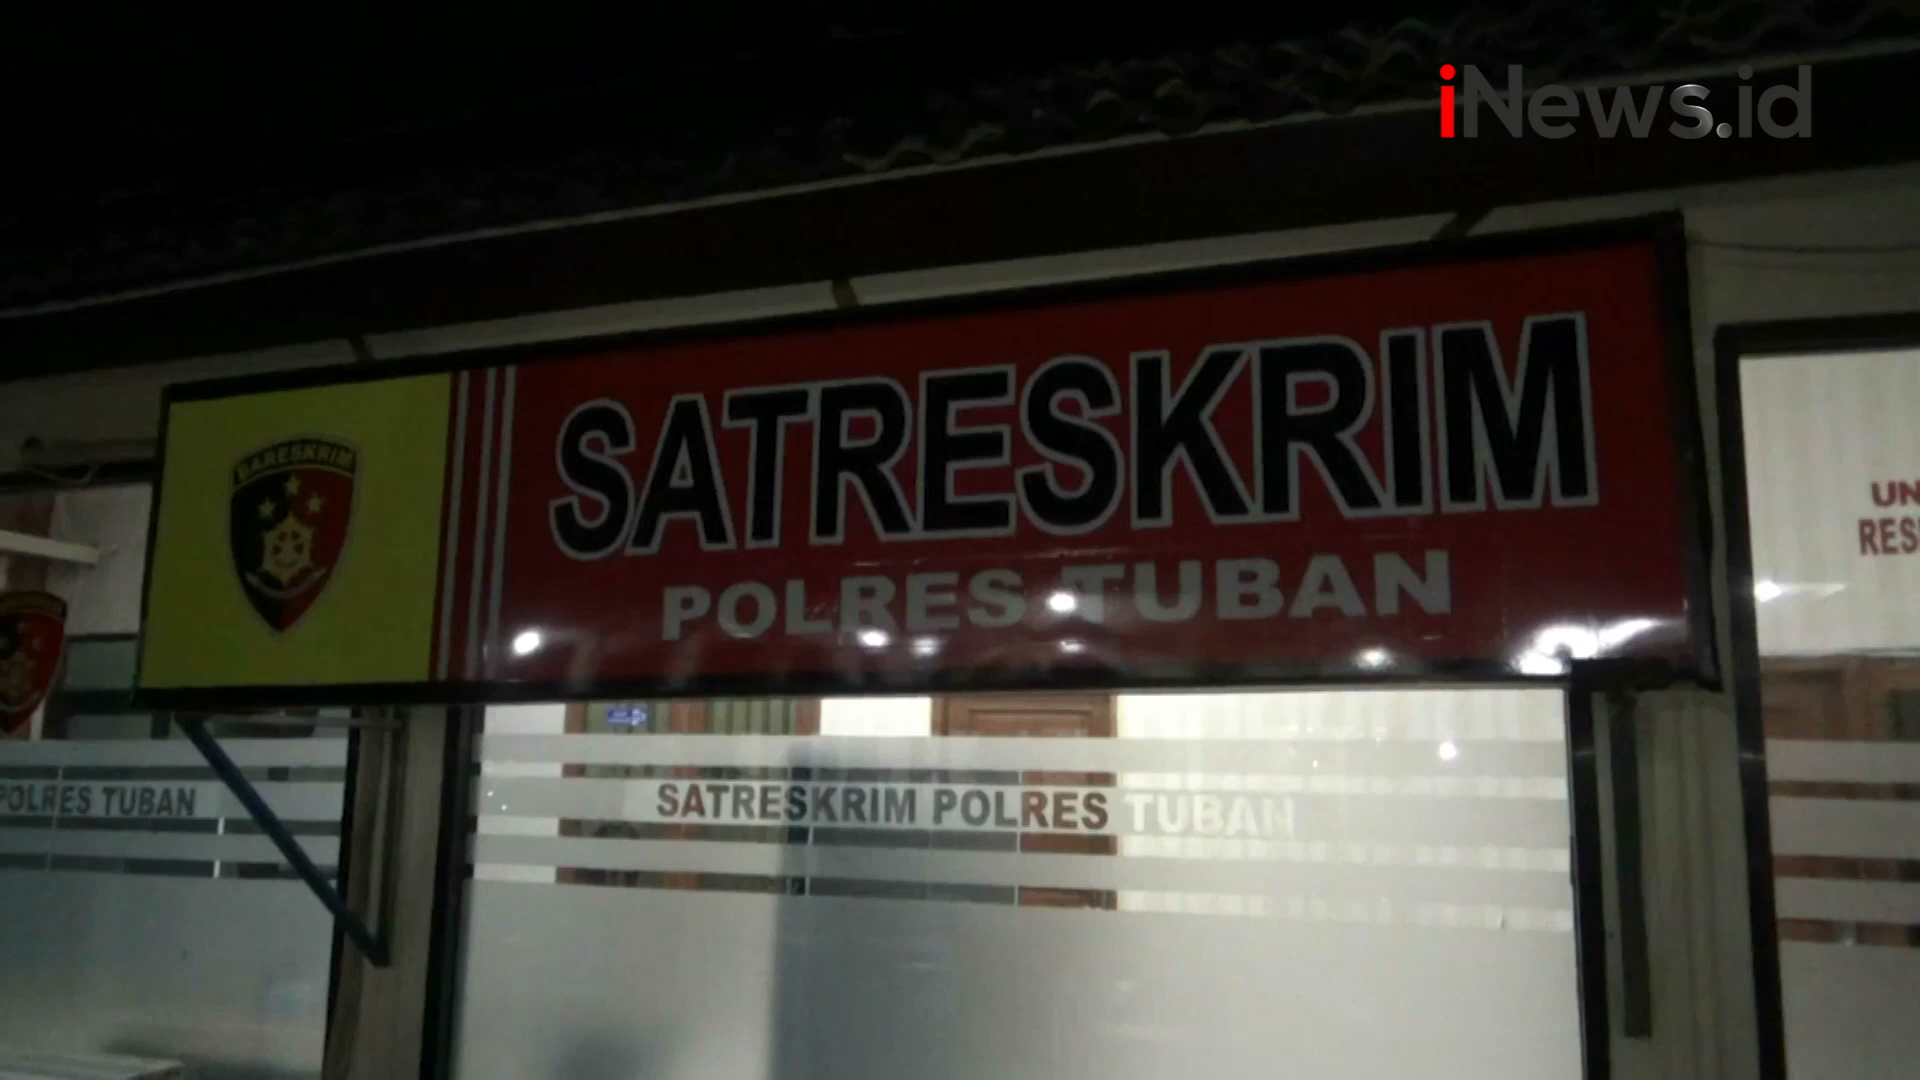 iNews.id
BARESKRIM
SATRESKRIM
POLRES TUBAN
UN
RES
POLRES TUBAN
SATRESKRIM POLRES TUBAN